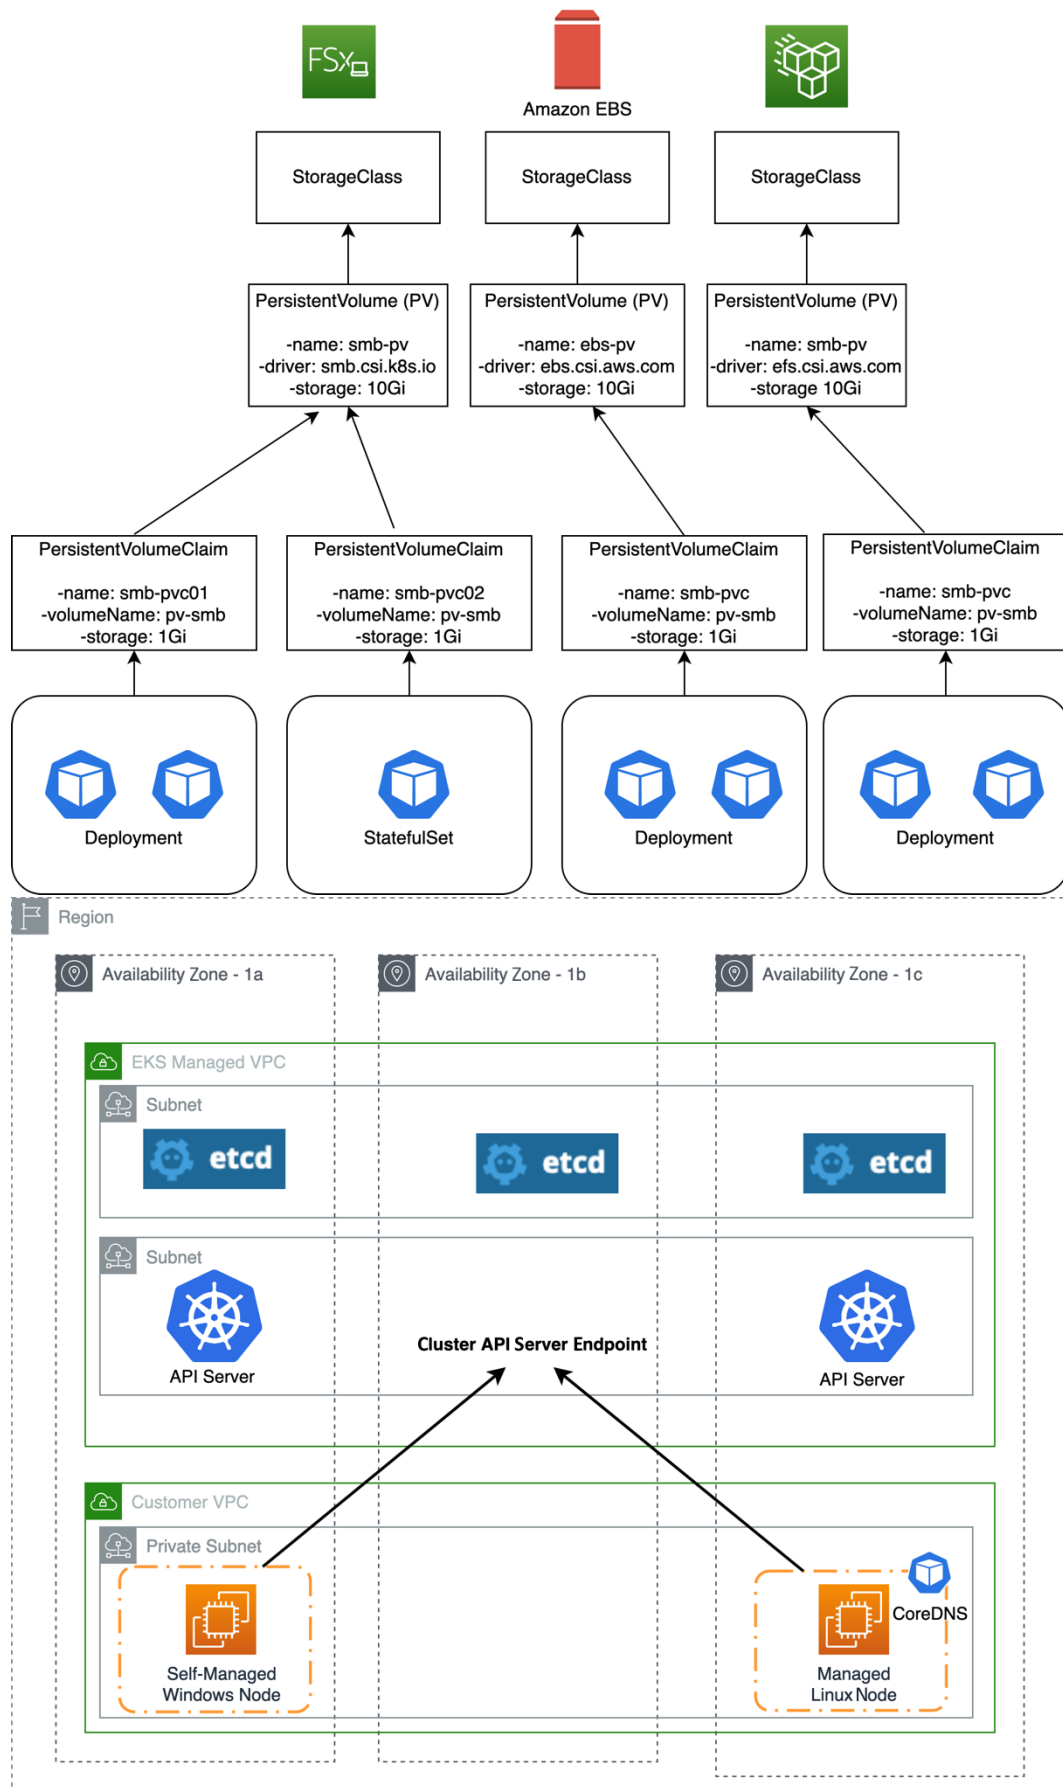 FSx
Amazon EBS
StorageClass
StorageClass
StorageClass
PersistentVolume (PV)
-name: smb-pv
-driver: smb.csi.k8s.io
-storage: 10Gi
PersistentVolume (PV)
-name: ebs-pv
-driver: ebs.csi.aws.com
-storage: 10Gi
PersistentVolume (PV)
-name: smb-pv
-driver: efs.csi.aws.com
-storage 10Gi
PersistentVolumeClaim
-name: smb-pvc01
-volumeName: pv-smb
-storage: 1Gi
PersistentVolumeClaim
-name: smb-pvc02
-volumeName: pv-smb
-storage: 1Gi
PersistentVolumeClaim
-name: smb-pvc
-volumeName: pv-smb
-storage: 1Gi
PersistentVolumeClaim
-name: smb-pvc
-volumeName: pv-smb
-storage: 1Gi
Deployment
StatefulSet
Deployment
Deployment
Region
Availability Zone - 1a
Availability Zone - 1b
Availability Zone - 1c
EKS Managed VPC
Subnet
etcd
etcd
etcd
Subnet
API Server
Cluster API Server Endpoint
API Server
Customer VPC
Private Subnet
Self-Managed
Windows Node
CoreDNS
Managed
Linux Node